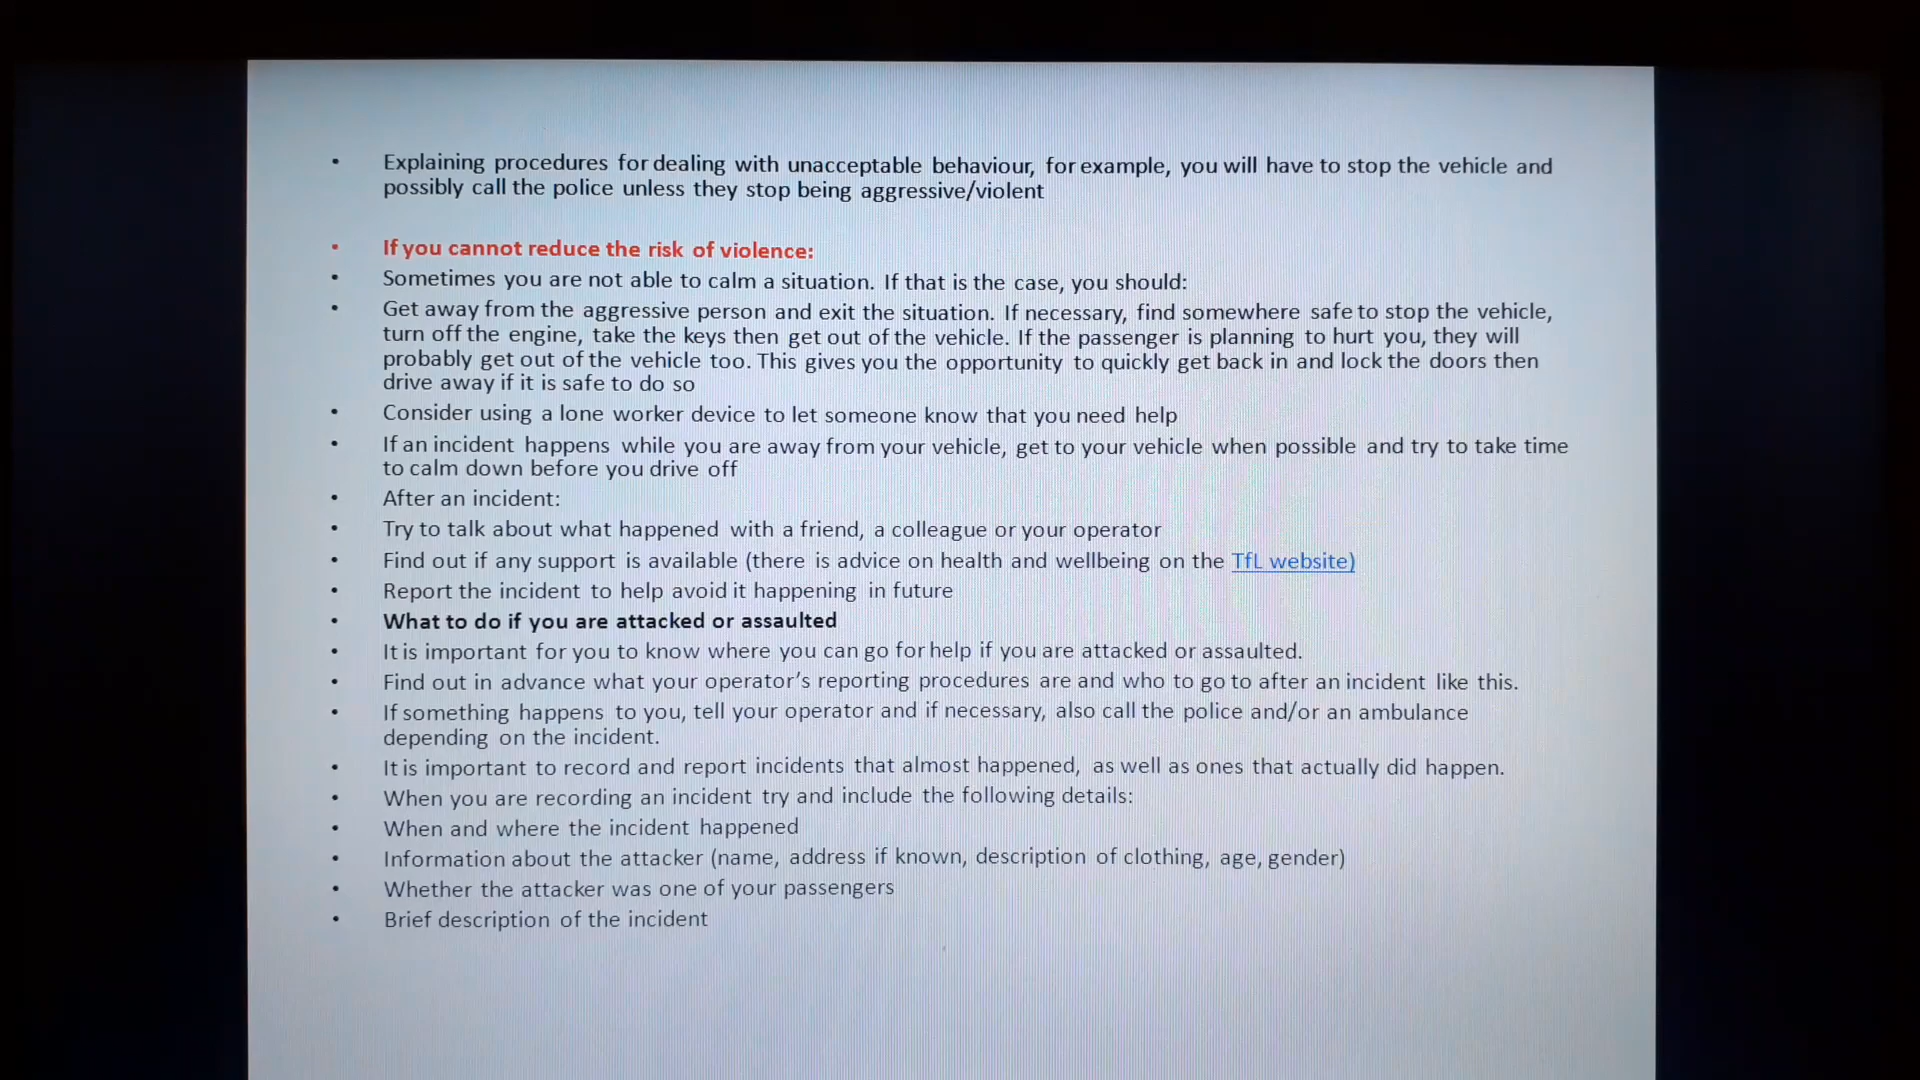 • Explaining procedures for dealing with unacceptable behaviour, for example, you will have to stop the vehicle and
possibly call the police unless they stop being aggressive/violent
• If you cannot reduce the risk of violence:
• Sometimes you are not able to calm a situation. If that is the case, you should:
• Get away from the aggressive person and exit the situation. If necessary, find somewhere safe to stop the vehicle,
turn off the engine, take the keys then get out of the vehicle. If the passenger is planning to hurt you, they will
probably get out of the vehicle too. This gives you the opportunity to quickly get back in and lock the doors then
drive away if it is safe to do so
• Consider using a lone worker device to let someone know that you need help
• If an incident happens while you are away from your vehicle, get to your vehicle when possible and try to take time
to calm down before you drive off
• After an incident:
• Try to talk about what happened with a friend, a colleague or your operator
• Find out if any support is available (there is advice on health and wellbeing on the TfL website)
• Report the incident to help avoid it happening in future
• What to do if you are attacked or assaulted
• It is important for you to know where you can go for help if you are attacked or assaulted.
• Find out in advance what your operator’s reporting procedures are and who to go to after an incident like this.
• If something happens to you, tell your operator and if necessary, also call the police and/or an ambulance
depending on the incident.
• It is important to record and report incidents that almost happened, as well as ones that actually did happen.
• When you are recording an incident try and include the following details:
• When and where the incident happened
• Information about the attacker (name, address if known, description of clothing, age, gender)
• Whether the attacker was one of your passengers
• Brief description of the incident